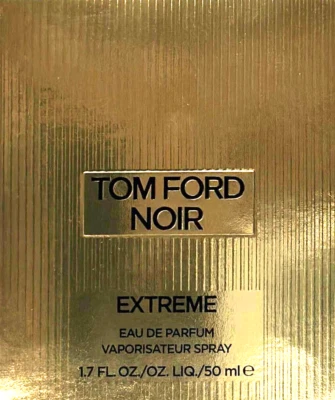 TOM FORD
NOIR
EXTREME
EAU DE PARFUM
VAPORISATEUR SPRAY
1.7 FL. OZ./OZ. LIQ./50 ml ℮